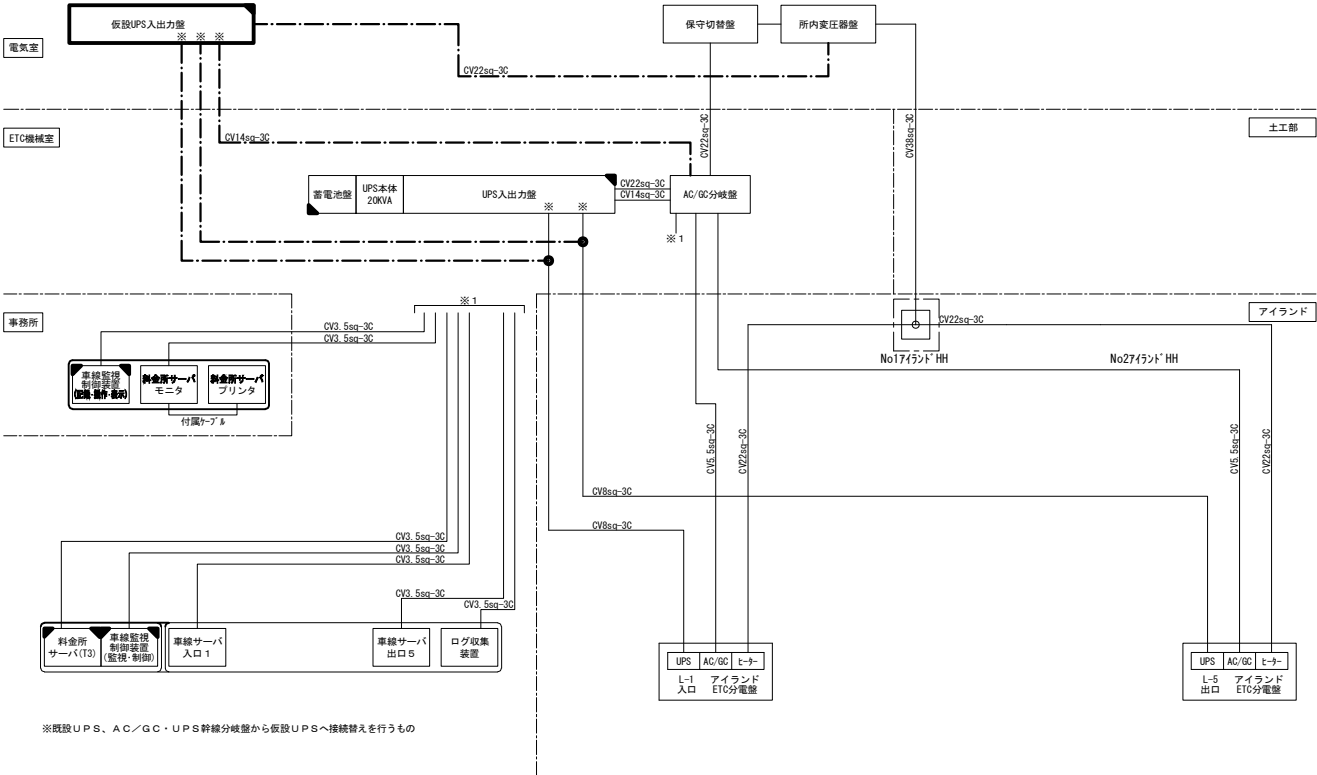 仮設UPS入出力盤
※ ※ ※
保守切替盤
所内変圧器盤
電気室
CV22sq-3C
ETC機械室
CV14sq-3C
CV22sq-3C
CV38sq-3C
土工部
蓄電池盤
UPS本体
20KVA
UPS入出力盤
※ ※
CV22sq-3C
CV14sq-3C
AC/GC分岐盤
※１
事務所
※１
アイランド
CV3.5sq-3C
CV3.5sq-3C
CV22sq-3C
No1ｱｲﾗﾝﾄﾞHH
No2ｱｲﾗﾝﾄﾞHH
車線監視
制御装置
(記録･操作･表示)
料金所サーバ
モニタ
料金所サーバ
プリンタ
付属ｹｰﾌﾞﾙ
CV5.5sq-3C
CV22sq-3C
CV5.5sq-3C
CV22sq-3C
CV8sq-3C
CV8sq-3C
CV3.5sq-3C
CV3.5sq-3C
CV3.5sq-3C
CV3.5sq-3C
CV3.5sq-3C
料金所
サーバ(T3)
車線監視
制御装置
(監視･制御)
車線サーバ
入口１
車線サーバ
出口５
ログ収集
装置
UPS AC/GC ﾋｰﾀｰ
L-1 アイランド
入口 ETC分電盤
UPS AC/GC ﾋｰﾀｰ
L-5 アイランド
出口 ETC分電盤
※既設ＵＰＳ、ＡＣ／ＧＣ・ＵＰＳ幹線分岐盤から仮設ＵＰＳへ接続替えを行うもの